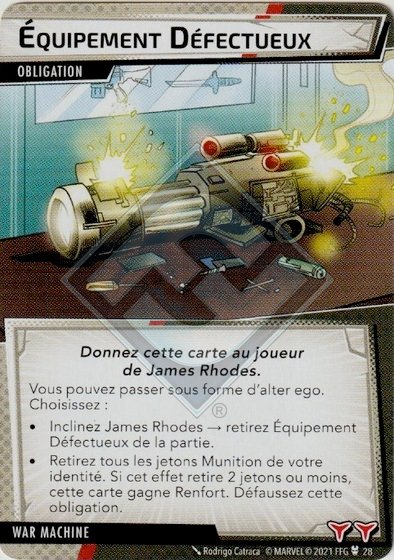 Équipement Défectueux
OBLIGATION
Donnez cette carte au joueur
de James Rhodes.
Vous pouvez passer sous forme d'alter ego.
Choisissez :
• Inclinez James Rhodes → retirez Équipement
Défectueux de la partie.
• Retirez tous les jetons Munition de votre
identité. Si cet effet retire 2 jetons ou moins,
cette carte gagne Renfort. Défaussez cette
obligation.
®
WAR MACHINE
Rodrigo Catraca © MARVEL © 2021 FFG 28